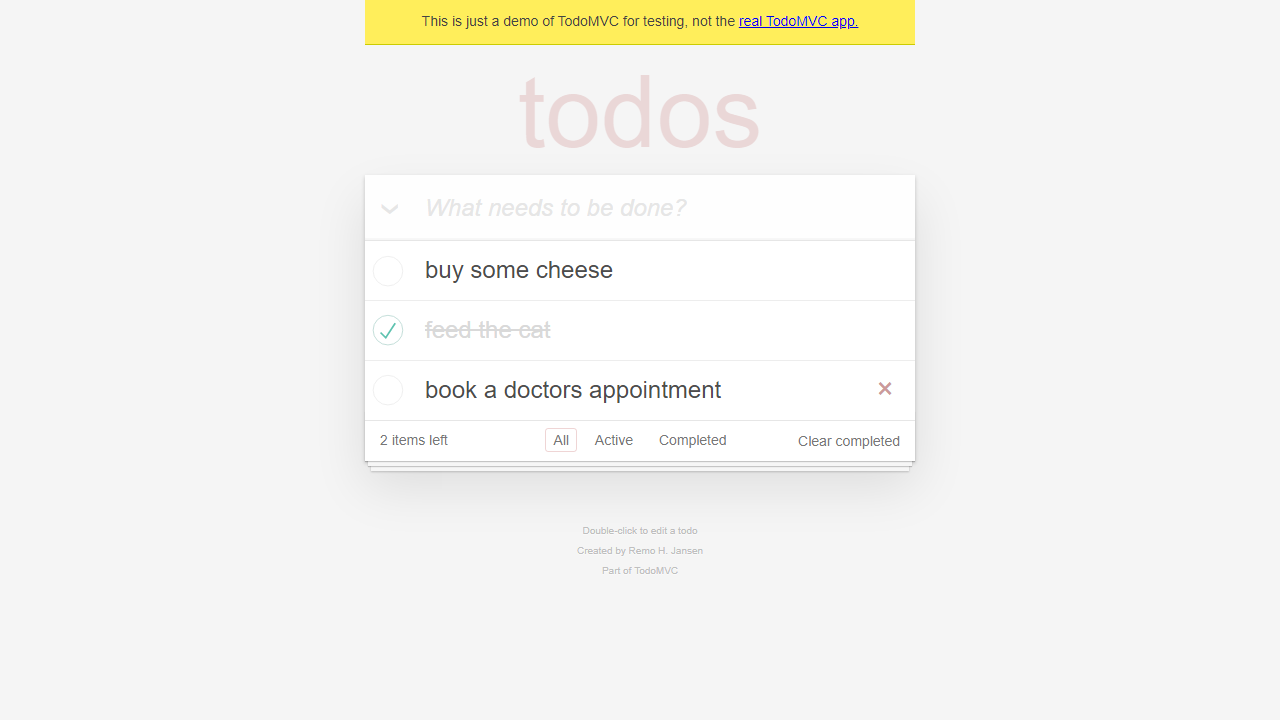 This is just a demo of TodoMVC for testing, not the real TodoMVC app.
todos
What needs to be done?
buy some cheese
feed the cat
book a doctors appointment
2 items left All Active Completed Clear completed
Double-click to edit a todo
Created by Remo H. Jansen
Part of TodoMVC